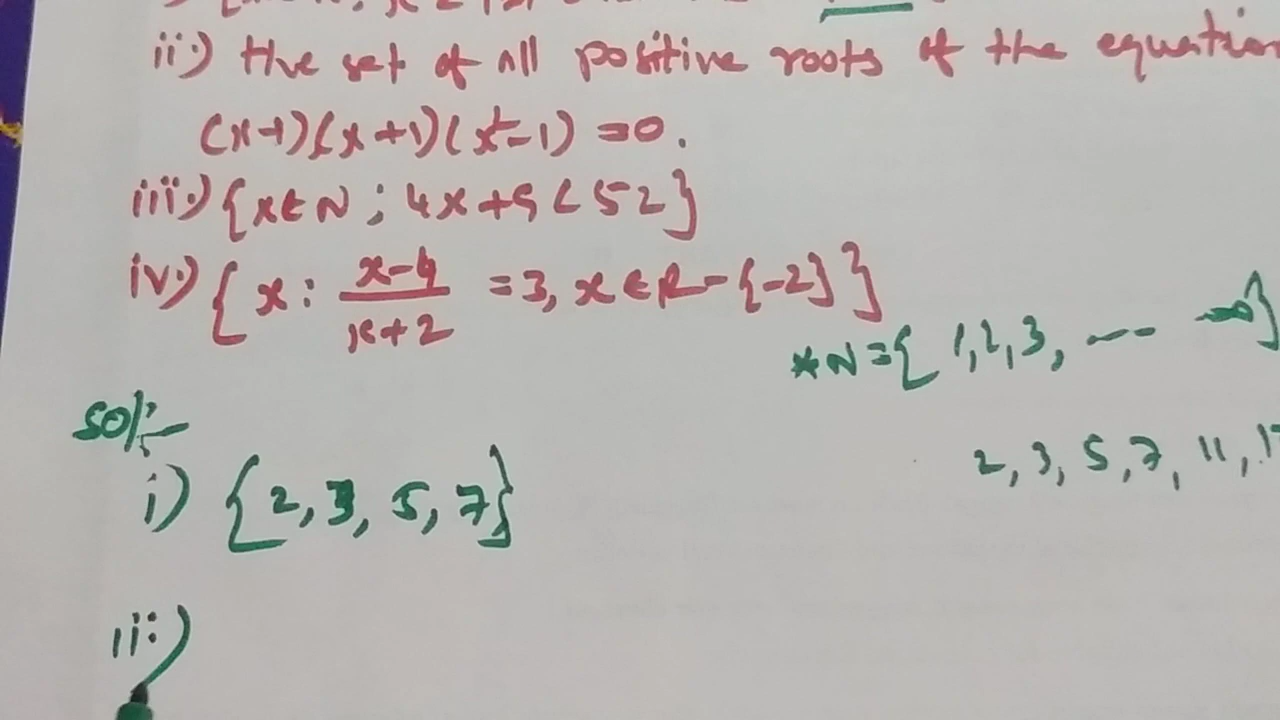 ii) the set of all positive roots of the equation
(x-1)(x+1)(x²-1) =0.
iii) {x∈N ; 4x+9 < 52}
iv) { x : (x-4)/(x+2) =3, x∈R-{-2} }
*N={ 1,2,3, --- ∞}
sol:-
2, 3, 5, 7, 11,
i) {2, 3, 5, 7}
ii)